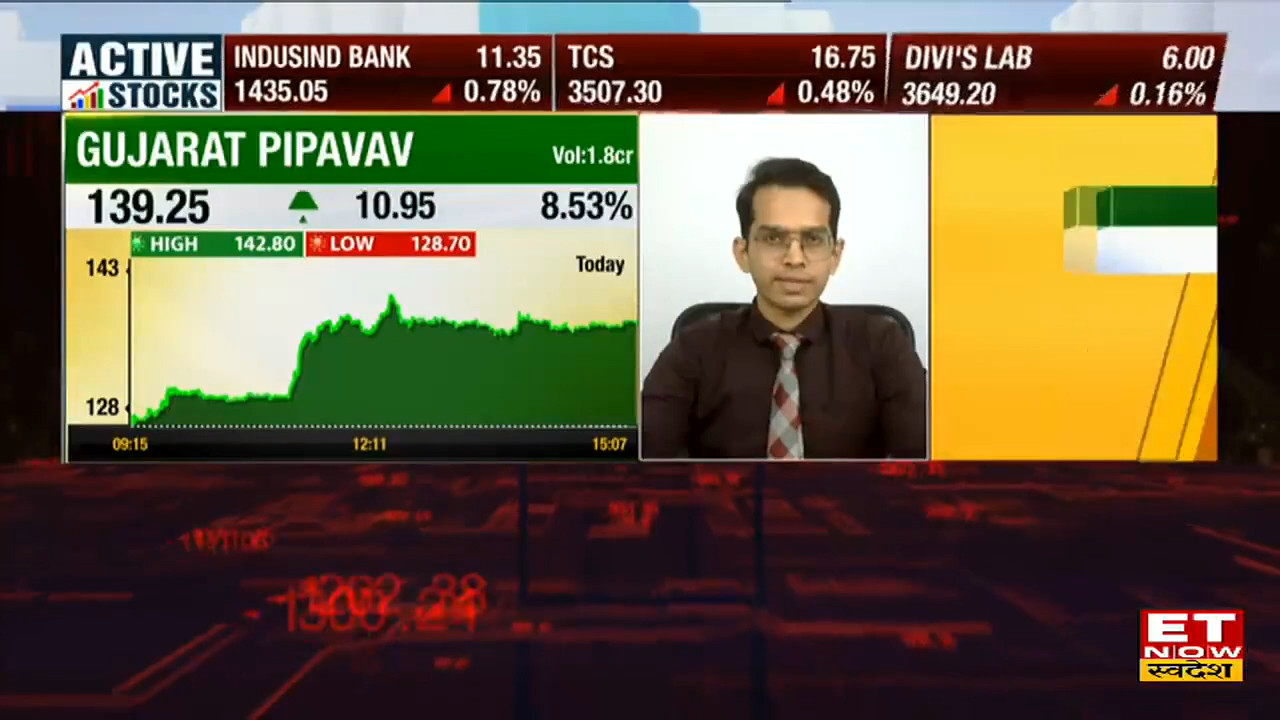 ACTIVE STOCKS
INDUSIND BANK 11.35
1435.05 0.78%
TCS 16.75
3507.30 0.48%
DIVI'S LAB 6.00
3649.20 0.16%
GUJARAT PIPAVAV Vol:1.8cr
139.25 10.95 8.53%
HIGH 142.80 LOW 128.70
Today
143
128
09:15 12:11 15:07
ET
NOW
स्वदेश